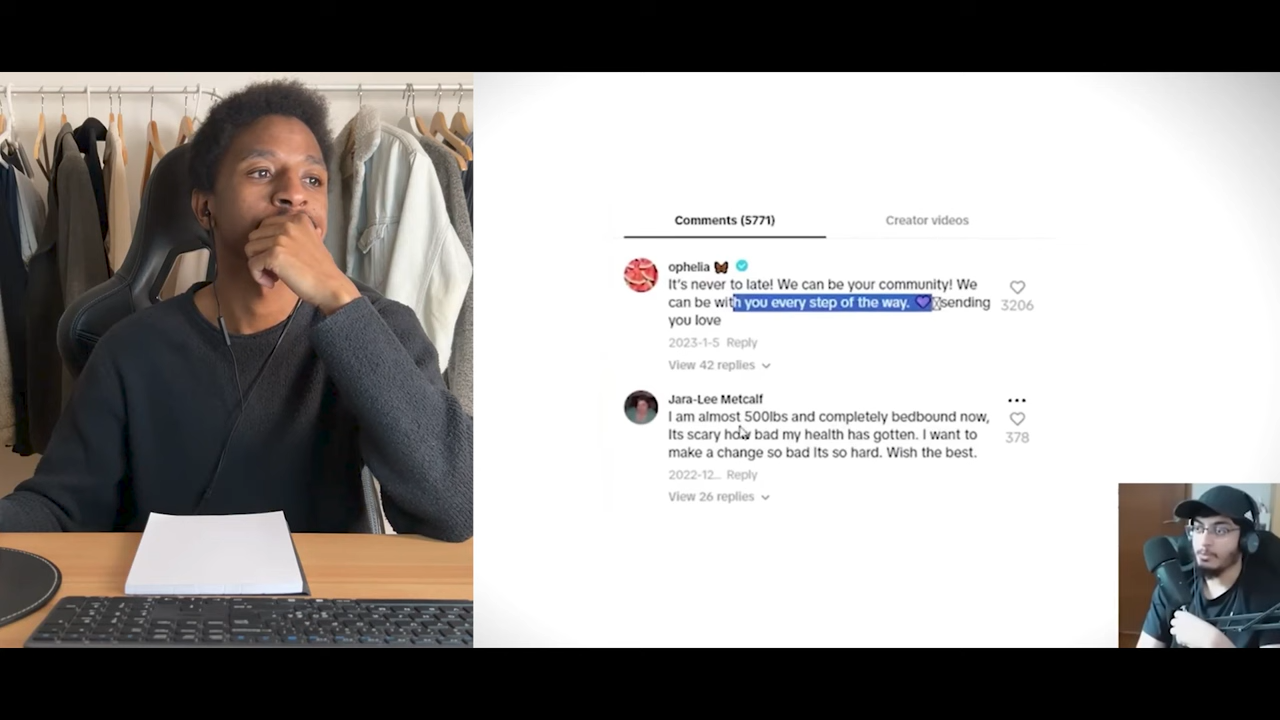 Comments (5771)
Creator videos
ophelia 🦋
It's never to late! We can be your community! We
can be with you every step of the way. 💜 sending
you love
3206
2023-1-5 Reply
View 42 replies
Jara-Lee Metcalf
I am almost 500lbs and completely bedbound now,
Its scary how bad my health has gotten. I want to
make a change so bad Its so hard. Wish the best.
378
2022-12... Reply
View 26 replies